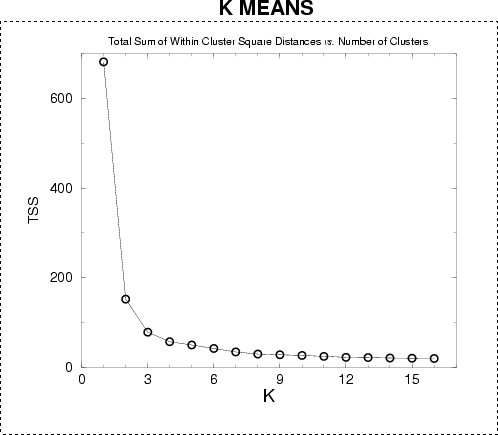 K MEANS
Total Sum of Within Cluster Square Distances vs. Number of Clusters
600
400
200
0
TSS
0 3 6 9 12 15
K